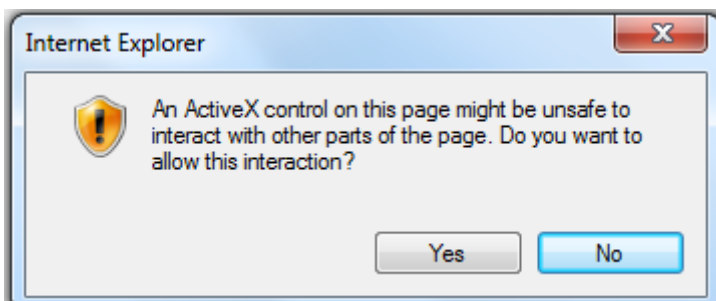 Internet Explorer
An ActiveX control on this page might be unsafe to
interact with other parts of the page. Do you want to
allow this interaction?
Yes
No